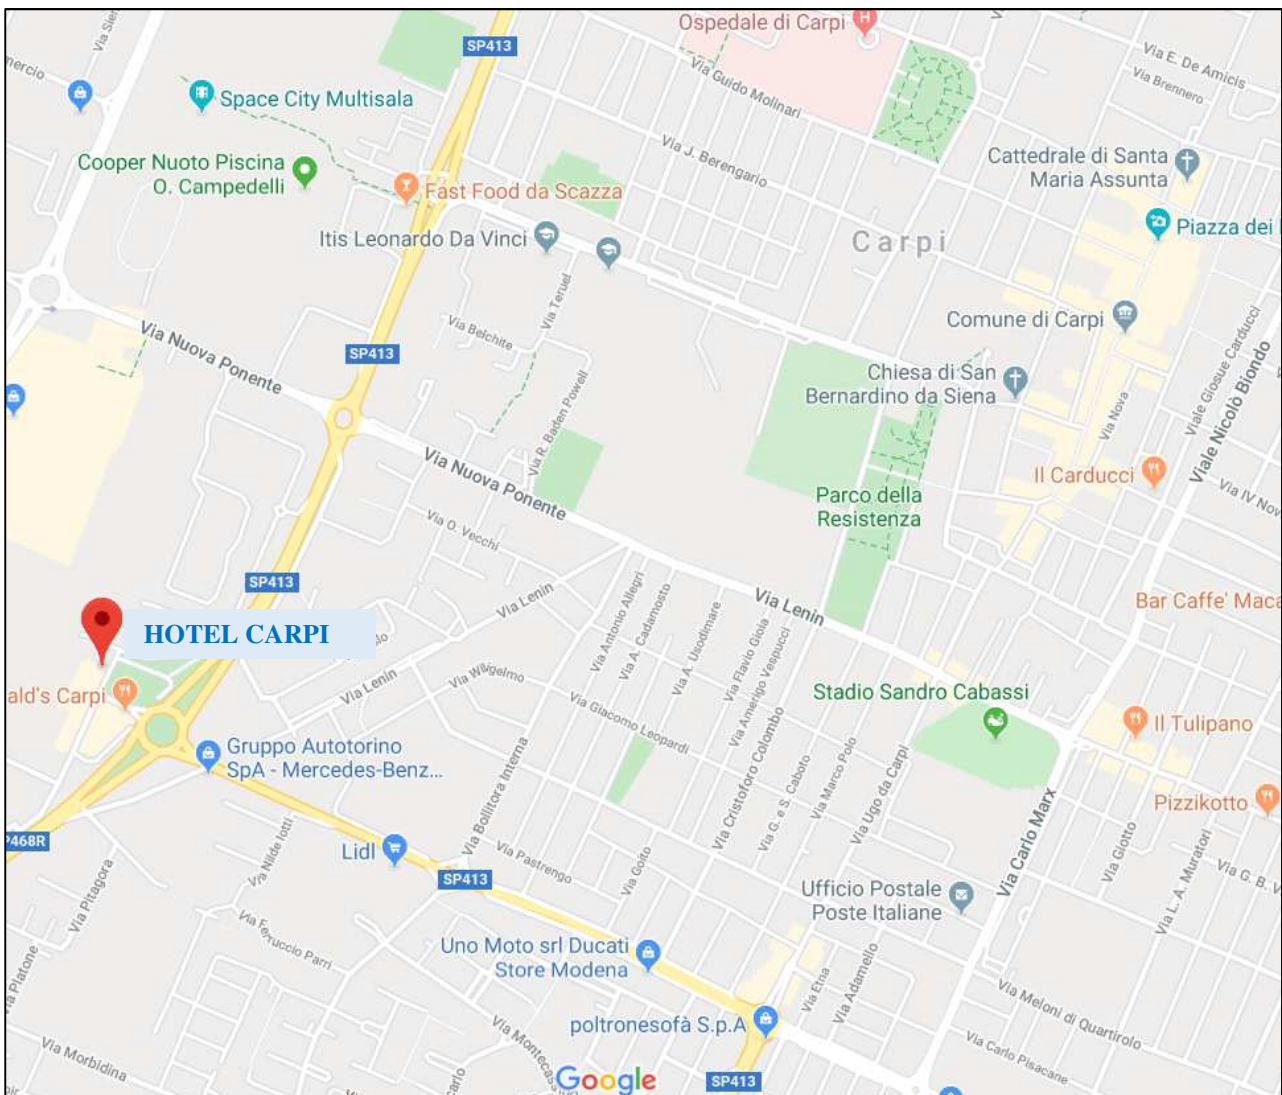 Ospedale di Carpi
SP413
Via E. De Amicis
Via Brennero
Via Guido Molinari
Space City Multisala
Via J. Berengario
Cooper Nuoto Piscina
O. Campedelli
Cattedrale di Santa
Maria Assunta
Fast Food da Scazza
Piazza dei
Itis Leonardo Da Vinci
Carpi
Via Teruel
Via Belchite
Comune di Carpi
Viale Giosue Carducci
Viale Nicolò Biondo
Via Nuova Ponente
SP413
Chiesa di San
Bernardino da Siena
Via R. Baden Powell
Via Nova
Via Nuova Ponente
Il Carducci
Via IV Nov
Parco della
Resistenza
Via O. Vecchi
SP413
Via Lenin
Via Antonio Allegri
Via A. Cadamosto
Via A. Usodimare
Via Lenin
Bar Caffe' Maca
HOTEL CARPI
Via Flavio Gioia
Via Amerigo Vespucci
Via Lenin
Via Wiligelmo
ald's Carpi
Via Giacomo Leopardi
Stadio Sandro Cabassi
Il Tulipano
Gruppo Autotorino
SpA - Mercedes-Benz...
Via Bollitora Interna
Via Cristoforo Colombo
Via G. e S. Caboto
Via Marco Polo
Via Ugo da Carpi
Pizzikotto
P468R
Lidl
Via Nilde Iotti
Via Pastrengo
Via Goito
Via Carlo Marx
Via Giotto
Via L. A. Muratori
Via G. B. V
SP413
Via Pitagora
Ufficio Postale
Poste Italiane
Via Ferruccio Parri
Uno Moto srl Ducati
Store Modena
Via Platone
Via Etna
Via Adamello
Via Meloni di Quartirolo
poltronesofà S.p.A
Via Morbidina
Via Montecas
Via Carlo Pisacane
Google
SP413